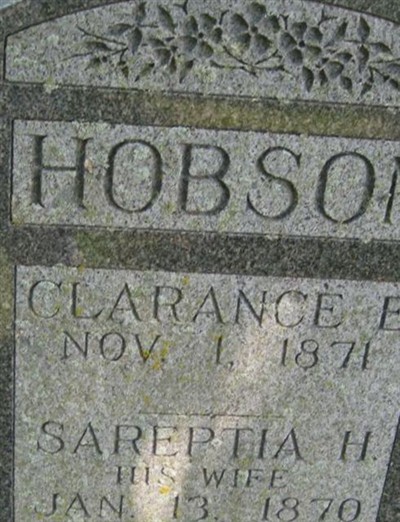 HOBSON
CLARANCE E
NOV. 1, 1871
SAREPTIA H.
HIS WIFE
JAN. 13, 1870